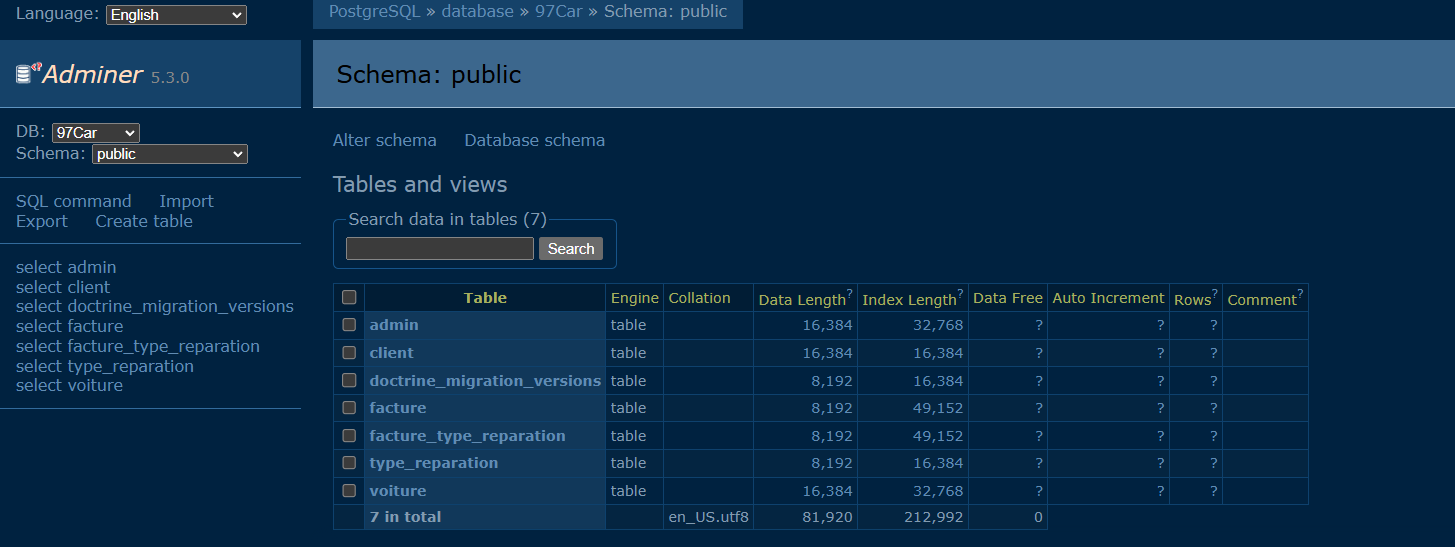 Language: English
PostgreSQL » database » 97Car » Schema: public
Adminer 5.3.0
Schema: public
DB: 97Car
Schema: public
Alter schema Database schema
SQL command Import
Export Create table
Tables and views
Search data in tables (7)
Search
select admin
select client
select doctrine_migration_versions
select facture
select facture_type_reparation
select type_reparation
select voiture
Table Engine Collation Data Length? Index Length? Data Free Auto Increment Rows? Comment?
admin table 16,384 32,768 ? ? ?
client table 16,384 16,384 ? ? ?
doctrine_migration_versions table 8,192 16,384 ? ? ?
facture table 8,192 49,152 ? ? ?
facture_type_reparation table 8,192 49,152 ? ? ?
type_reparation table 8,192 16,384 ? ? ?
voiture table 16,384 32,768 ? ? ?
7 in total en_US.utf8 81,920 212,992 0